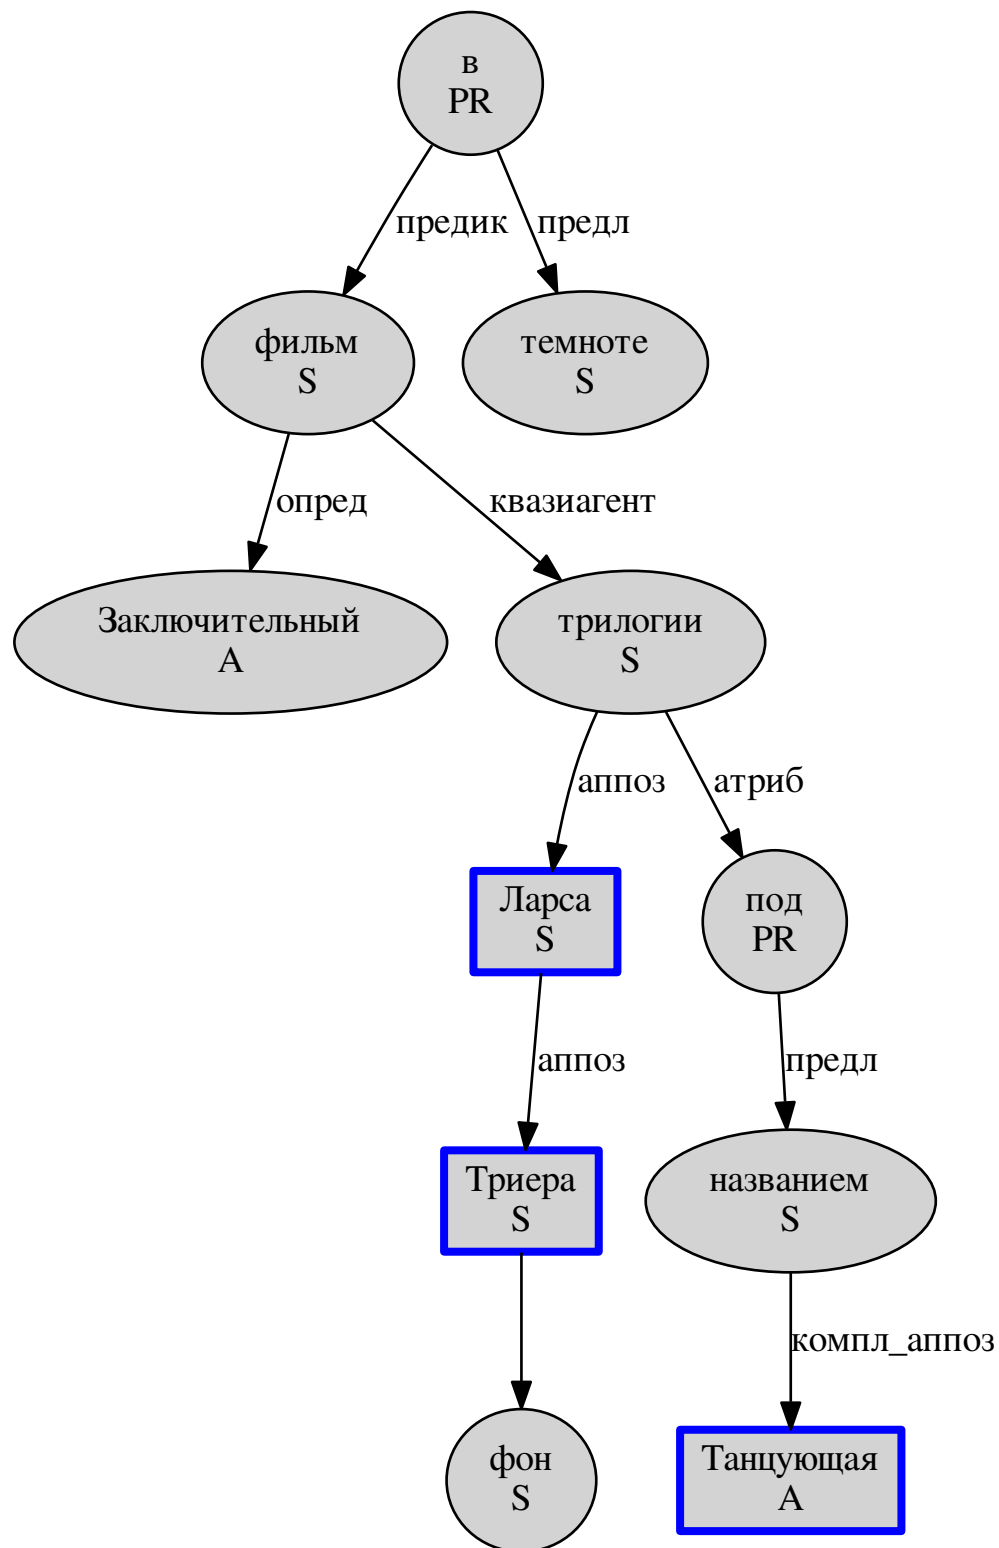 в
PR
предик
предл
фильм
S
темноте
S
опред
квазиагент
Заключительный
A
трилогии
S
аппоз
атриб
Ларса
S
под
PR
аппоз
предл
Триера
S
названием
S
компл_аппоз
фон
S
Танцующая
A